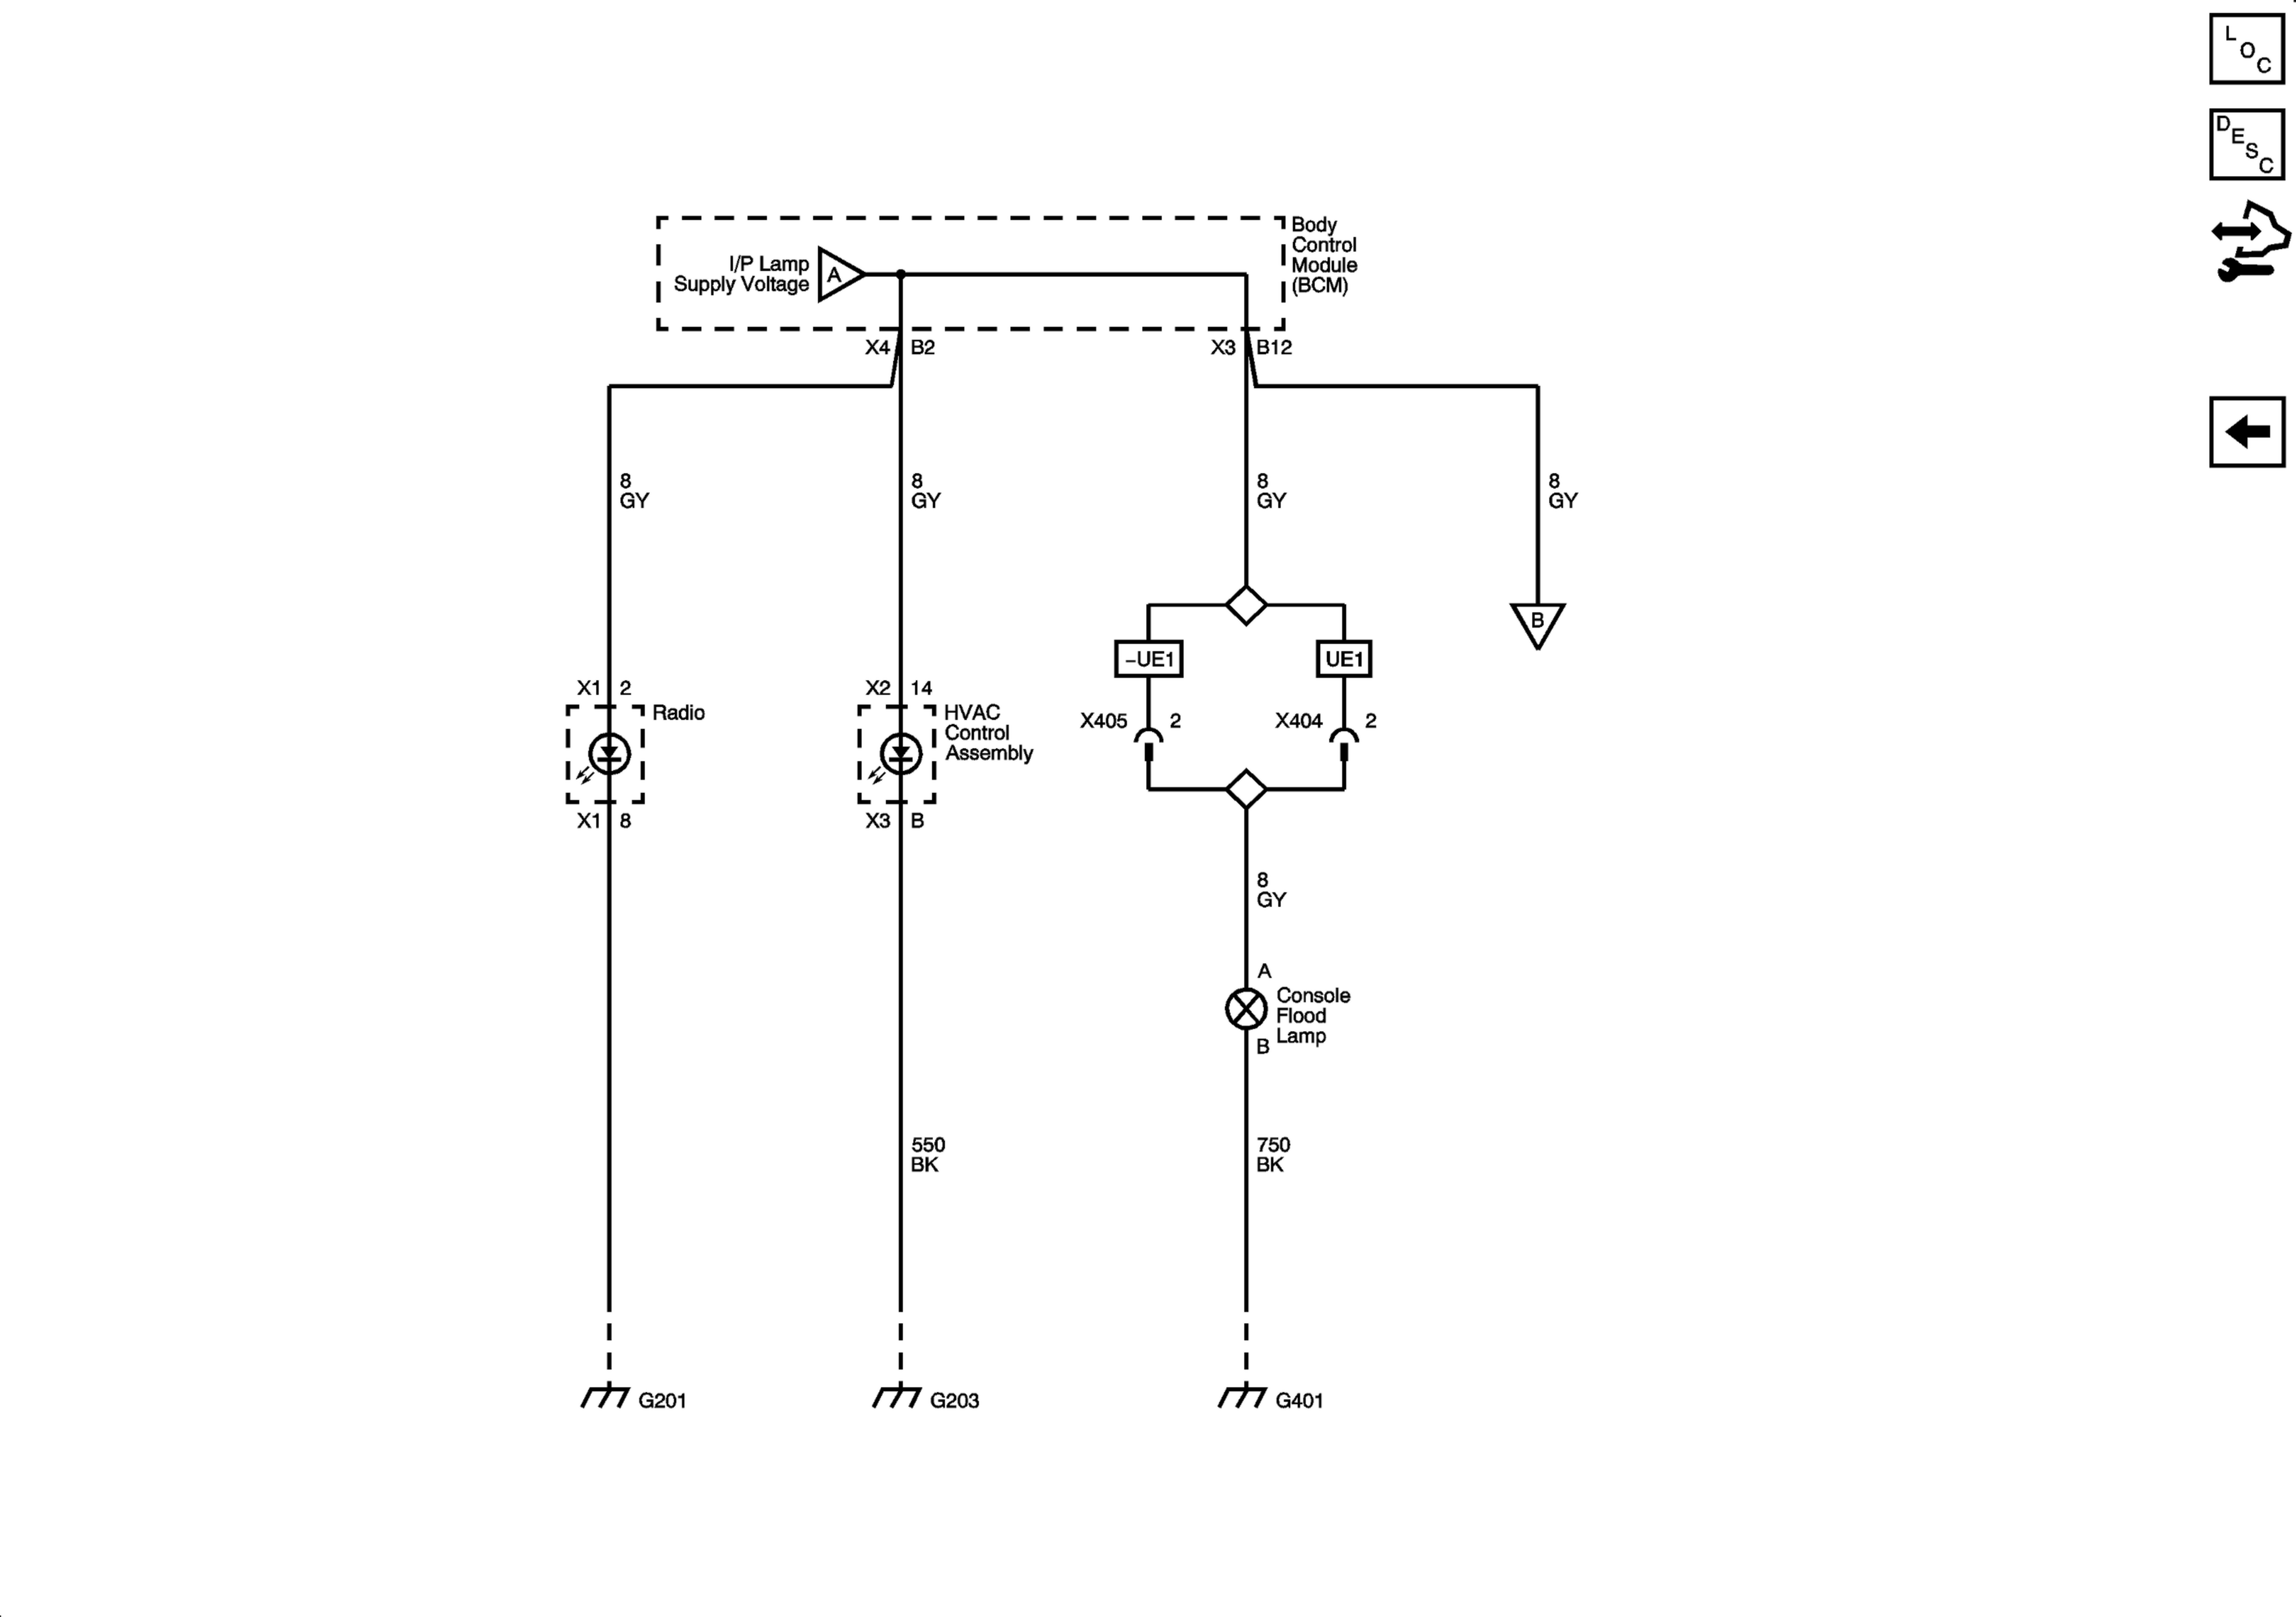 L
O
C
D
E
S
C
Body
Control
Module
(BCM)
I/P Lamp
Supply Voltage
A
X4 B2
X3 B12
8
GY
8
GY
8
GY
8
GY
B
–UE1
UE1
X1 2
Radio
X1 8
X2 14
HVAC
Control
Assembly
X3 B
X405 2
X404 2
8
GY
A
Console
Flood
Lamp
B
550
BK
750
BK
G201
G203
G401